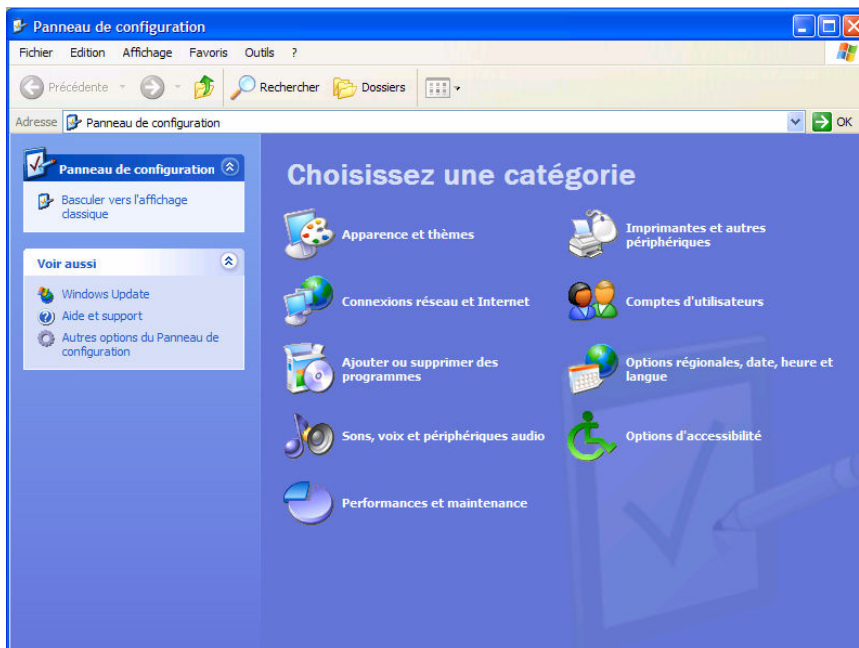 Panneau de configuration
Fichier Edition Affichage Favoris Outils ?
Précédente Rechercher Dossiers
Adresse Panneau de configuration OK
Panneau de configuration
Basculer vers l'affichage
classique
Voir aussi
Windows Update
Aide et support
Autres options du Panneau de
configuration
Choisissez une catégorie
Apparence et thèmes
Imprimantes et autres
périphériques
Connexions réseau et Internet
Comptes d'utilisateurs
Ajouter ou supprimer des
programmes
Options régionales, date, heure et
langue
Sons, voix et périphériques audio
Options d'accessibilité
Performances et maintenance